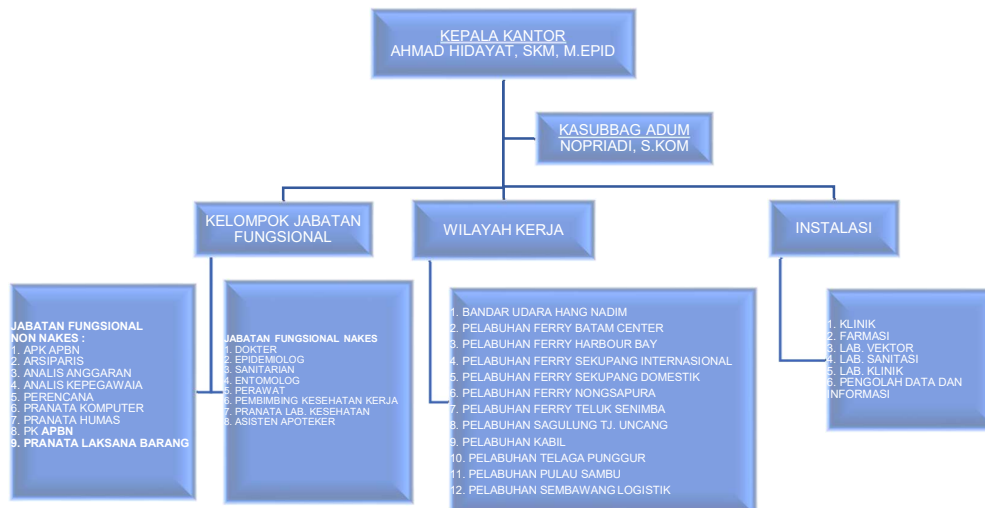 KEPALA KANTOR
AHMAD HIDAYAT, SKM, M.EPID
KASUBBAG ADUM
NOPRIADI, S.KOM
KELOMPOK JABATAN
FUNGSIONAL
WILAYAH KERJA
INSTALASI
JABATAN FUNGSIONAL
NON NAKES :
1. APK APBN
2. ARSIPARIS
3. ANALIS ANGGARAN
4. ANALIS KEPEGAWAIA
5. PERENCANA
6. PRANATA KOMPUTER
7. PRANATA HUMAS
8. PK APBN
9. PRANATA LAKSANA BARANG
JABATAN FUNGSIONAL NAKES
1. DOKTER
2. EPIDEMIOLOG
3. SANITARIAN
4. ENTOMOLOG
5. PERAWAT
6. PEMBIMBING KESEHATAN KERJA
7. PRANATA LAB. KESEHATAN
8. ASISTEN APOTEKER
1. BANDAR UDARA HANG NADIM
2. PELABUHAN FERRY BATAM CENTER
3. PELABUHAN FERRY HARBOUR BAY
4. PELABUHAN FERRY SEKUPANG INTERNASIONAL
5. PELABUHAN FERRY SEKUPANG DOMESTIK
6. PELABUHAN FERRY NONGSAPURA
7. PELABUHAN FERRY TELUK SENIMBA
8. PELABUHAN SAGULUNG TJ. UNCANG
9. PELABUHAN KABIL
10. PELABUHAN TELAGA PUNGGUR
11. PELABUHAN PULAU SAMBU
12. PELABUHAN SEMBAWANG LOGISTIK
1. KLINIK
2. FARMASI
3. LAB. VEKTOR
4. LAB. SANITASI
5. LAB. KLINIK
6. PENGOLAH DATA DAN
INFORMASI